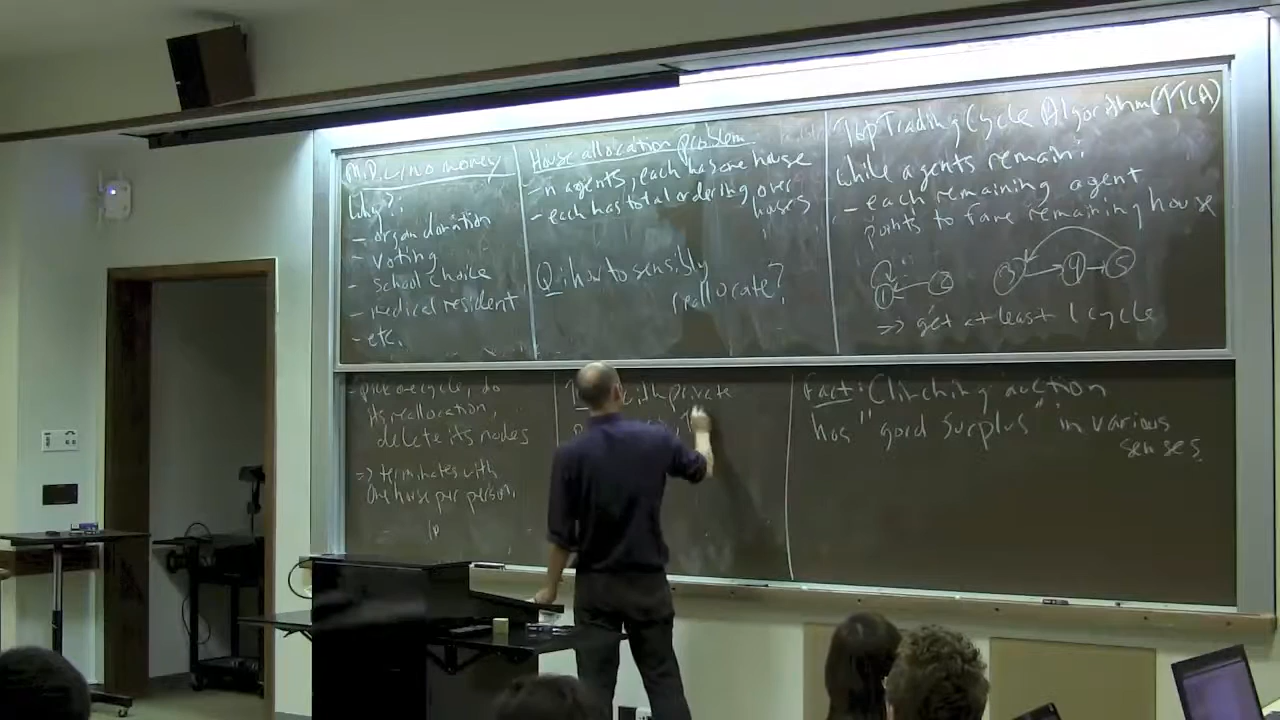 M.D. w/no money
Why?:
- organ donation
- voting
- school choice
- medical resident
- etc.
House allocation problem
- n agents, each has one house
- each has total ordering over
houses
Q: how to sensibly
reallocate?
Top Trading Cycle Algorithm (TTCA)
while agents remain:
- each remaining agent
points to fave remaining house
1 2 3 4 5
=> get at least 1 cycle
- pick one cycle, do
its reallocation,
delete its nodes
=> terminates with
one house per person.
with private
Fact: Clinching auction
has "good surplus" in various
senses